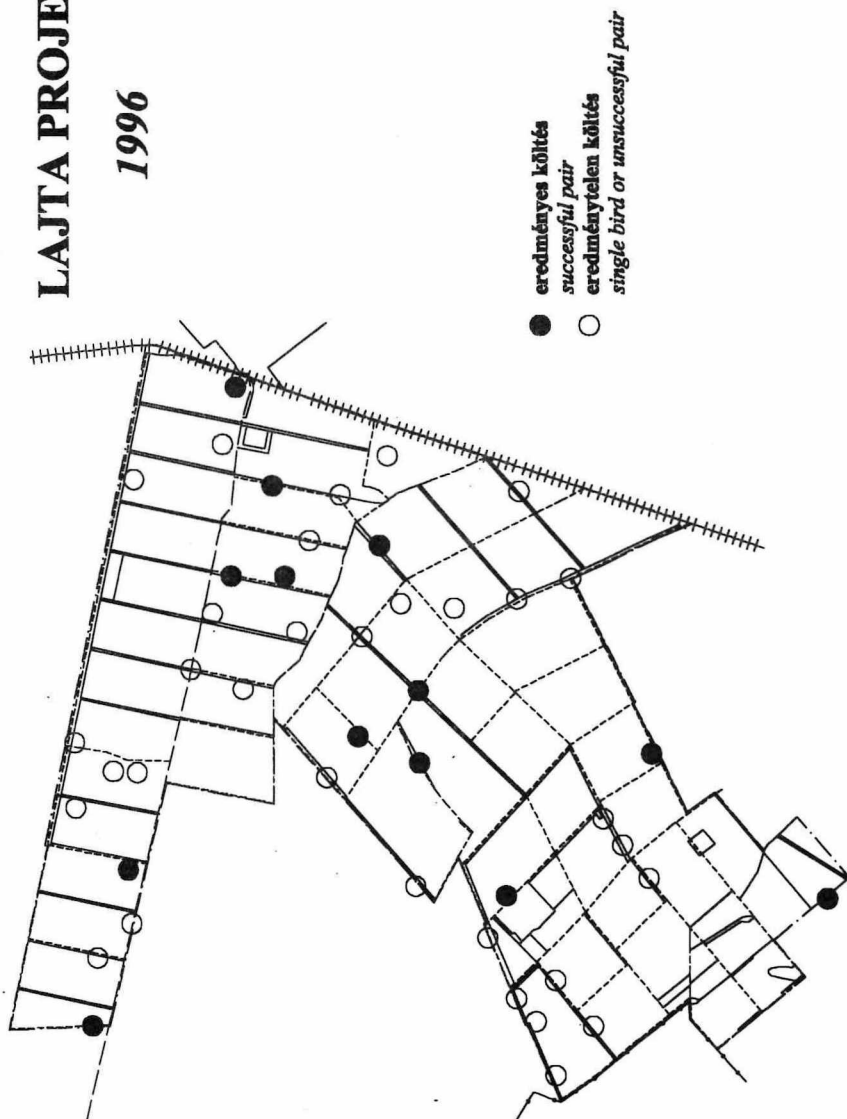 LAJTA PROJE
1996
eredményes költés
successful pair
eredménytelen költés
single bird or unsuccessful pair